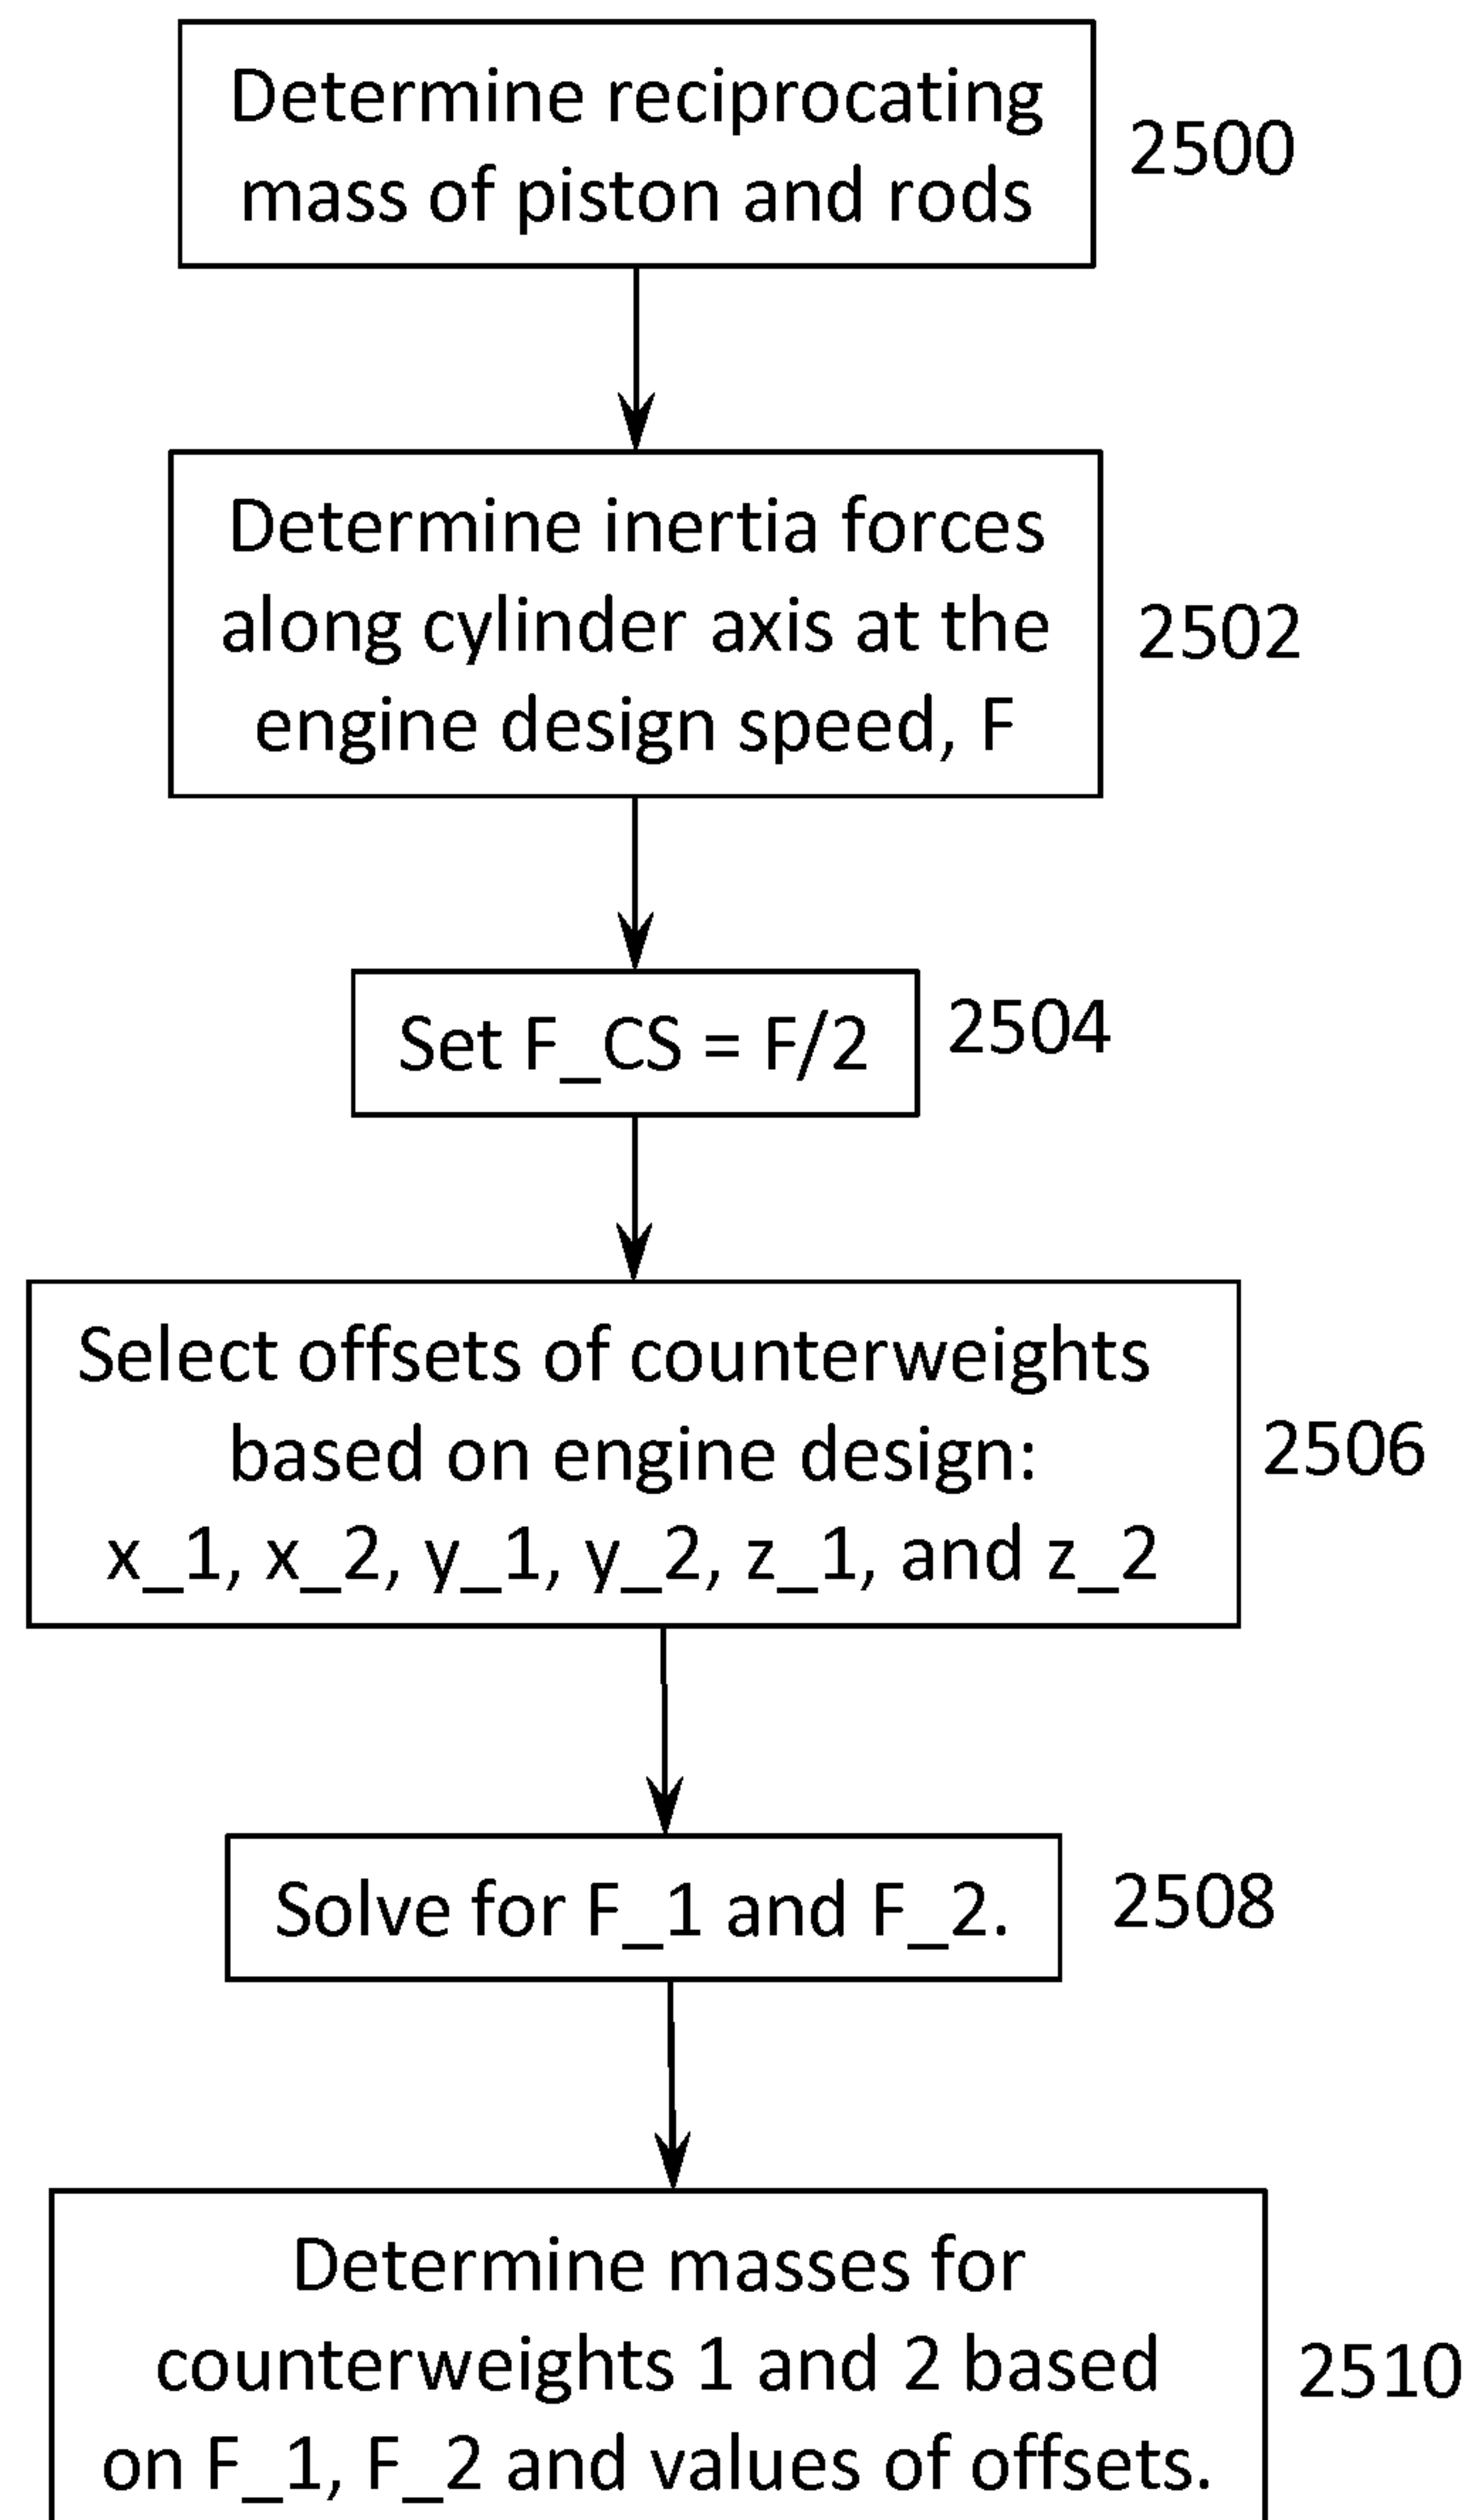 Determine reciprocating
mass of piston and rods
2500
Determine inertia forces
along cylinder axis at the
engine design speed, F
2502
Set F_CS = F/2
2504
Select offsets of counterweights
based on engine design:
x_1, x_2, y_1, y_2, z_1, and z_2
2506
Solve for F_1 and F_2.
2508
Determine masses for
counterweights 1 and 2 based
on F_1, F_2 and values of offsets.
2510